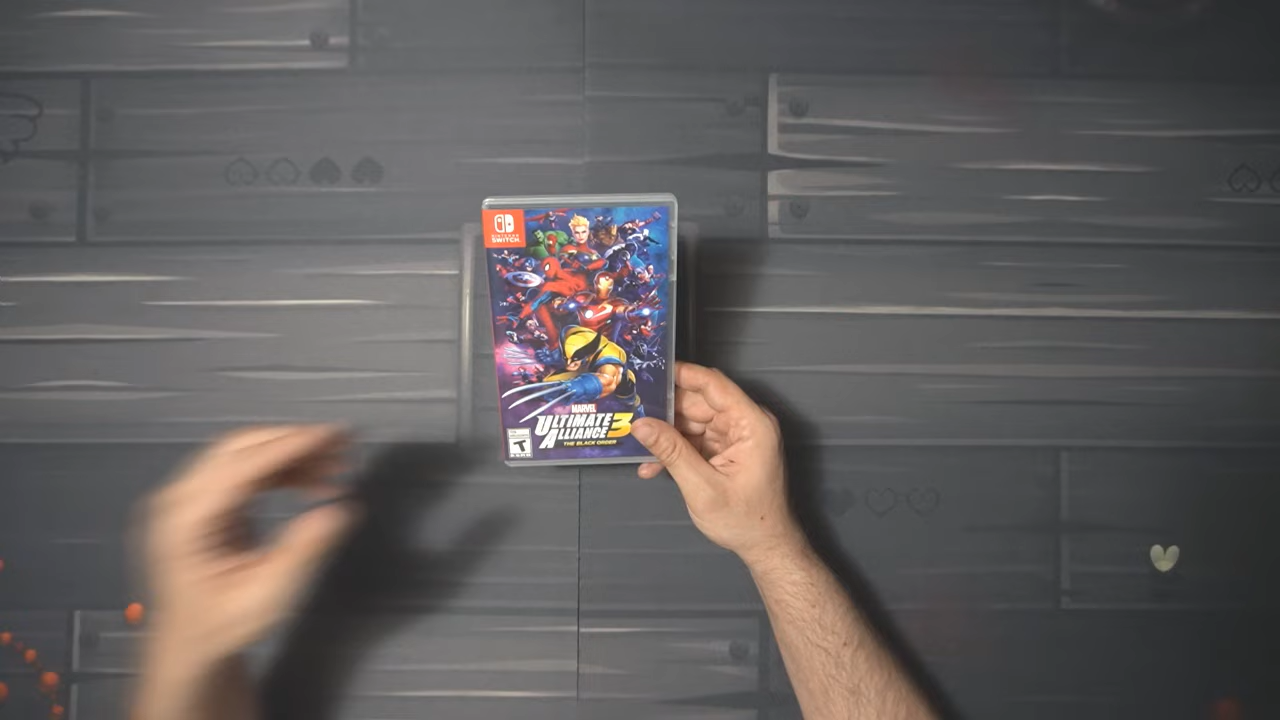 NINTENDO
SWITCH
MARVEL
ULTIMATE
ALLIANCE 3
THE BLACK ORDER
T